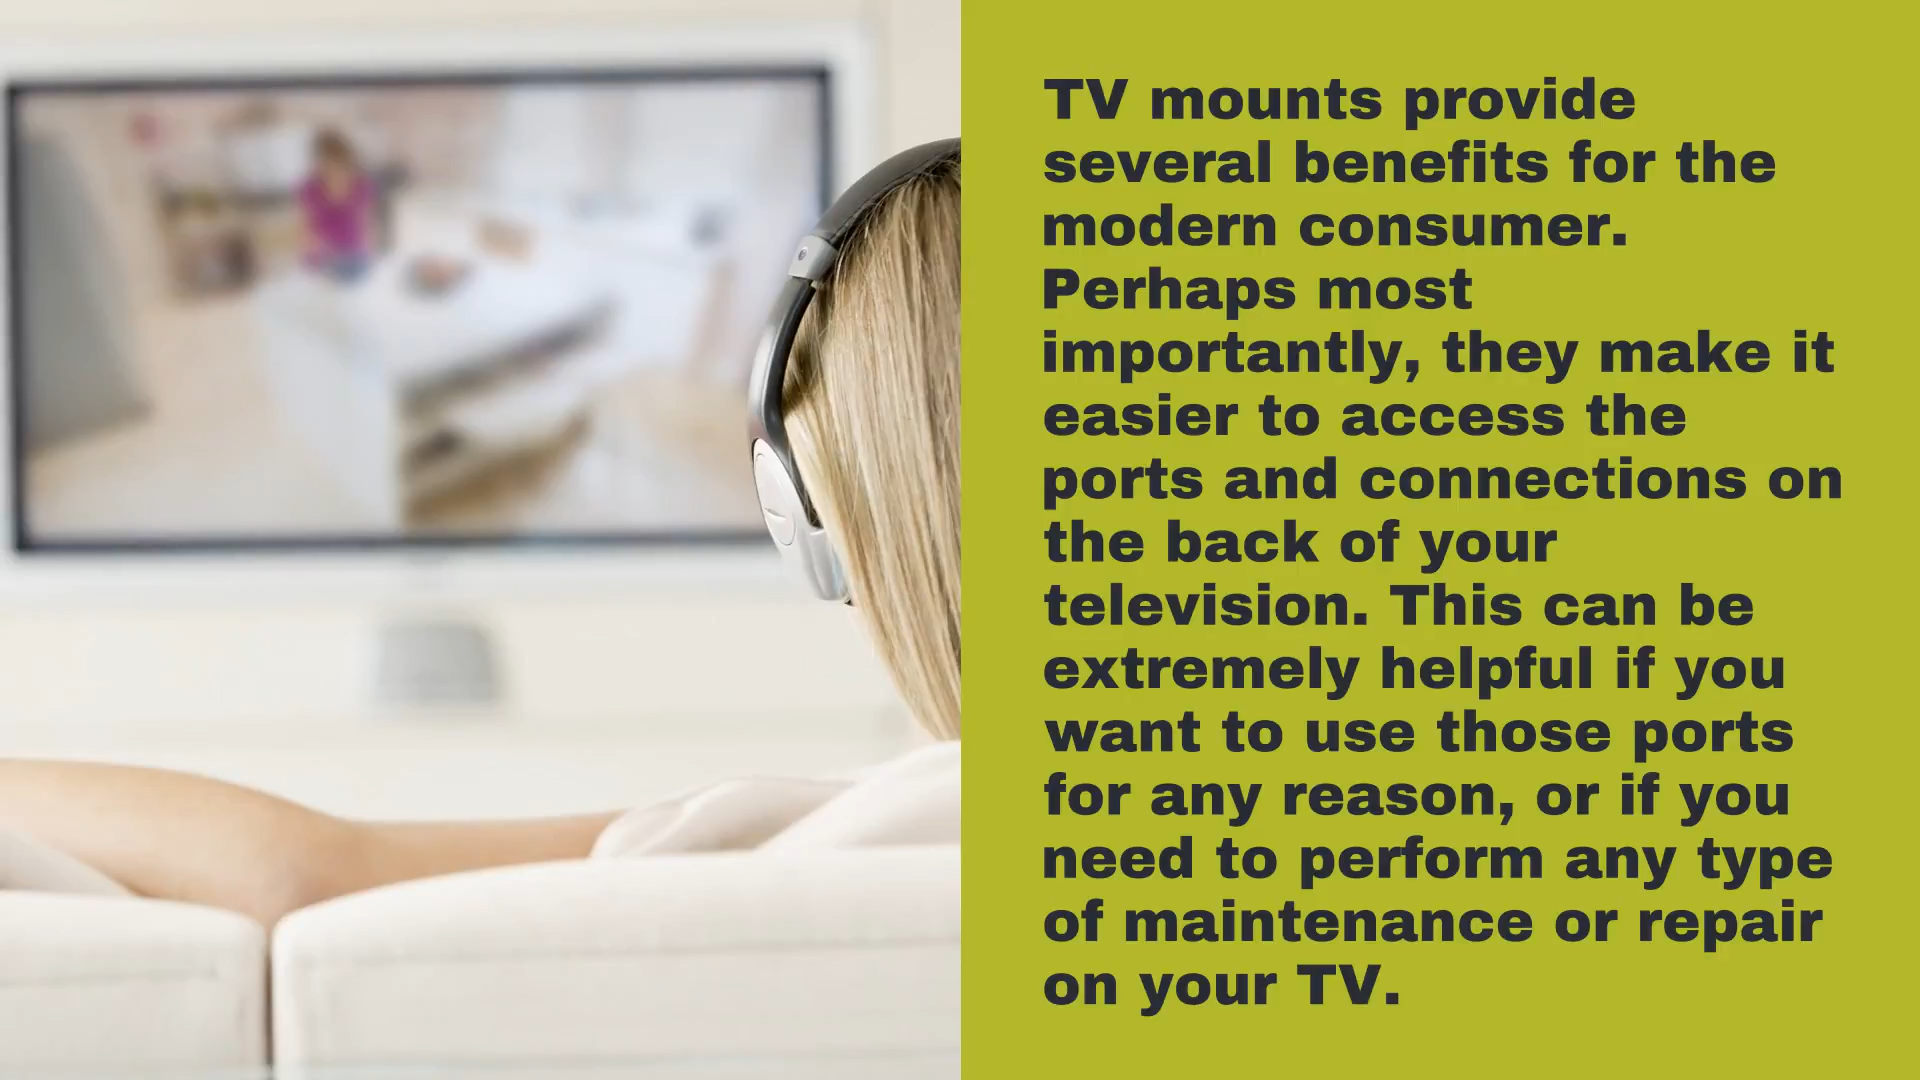 TV mounts provide
several benefits for the
modern consumer.
Perhaps most
importantly, they make it
easier to access the
ports and connections on
the back of your
television. This can be
extremely helpful if you
want to use those ports
for any reason, or if you
need to perform any type
of maintenance or repair
on your TV.